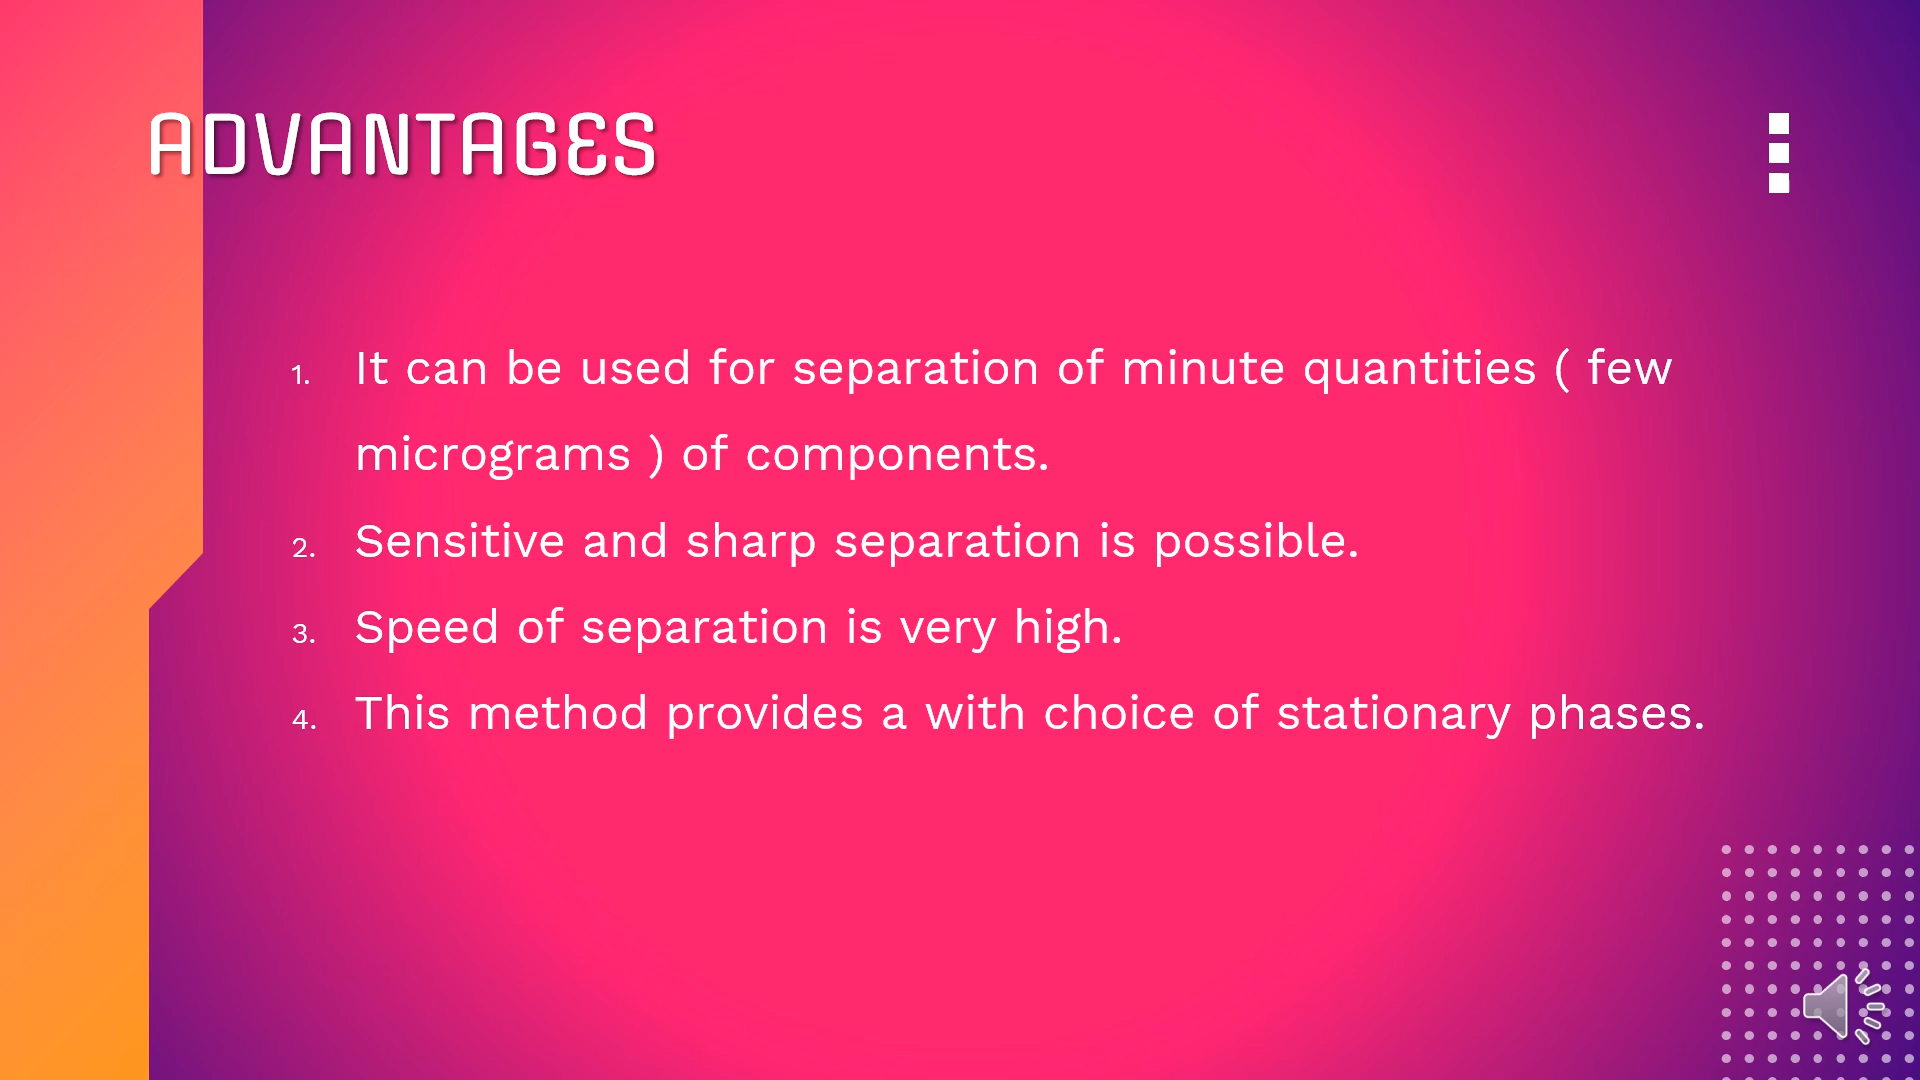 ADVANTAGES
1. It can be used for separation of minute quantities ( few
micrograms ) of components.
2. Sensitive and sharp separation is possible.
3. Speed of separation is very high.
4. This method provides a with choice of stationary phases.